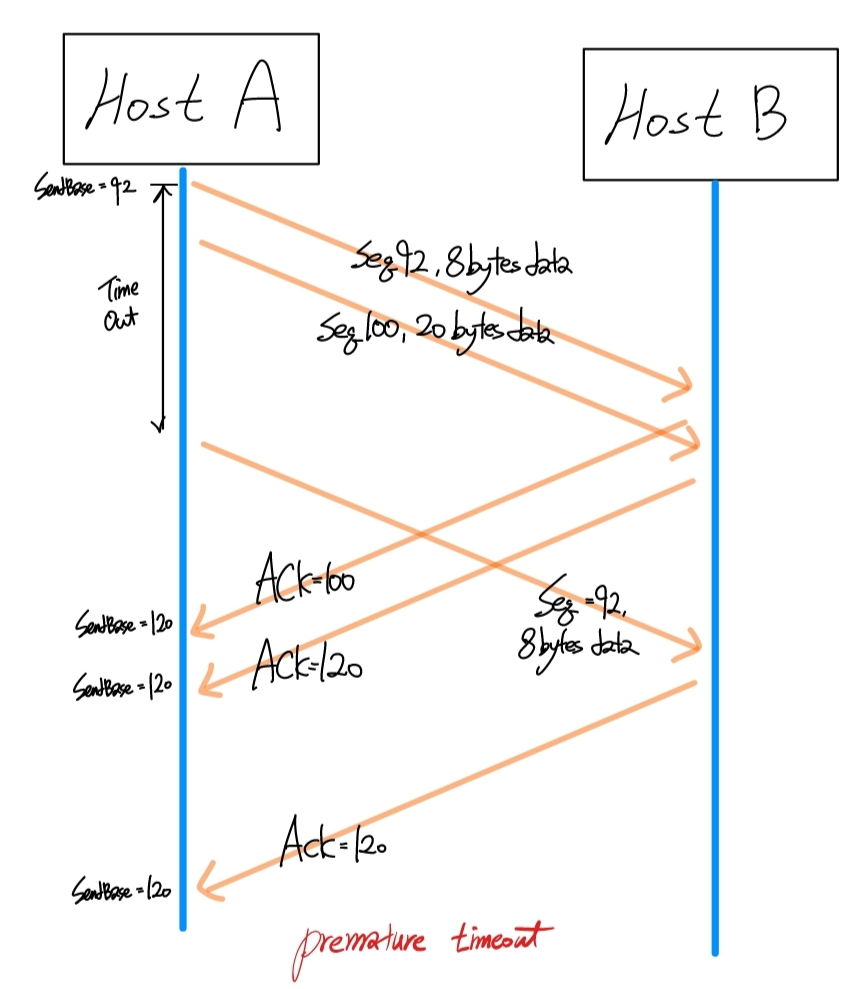 Host A
Host B
SendBase = 92
Time
Out
Seq 92, 8 bytes data
Seq 100, 20 bytes data
ACK=100
Seq =92,
8 bytes data
SendBase = 120
ACK=120
SendBase = 120
Ack=120
SendBase = 120
premature timeout